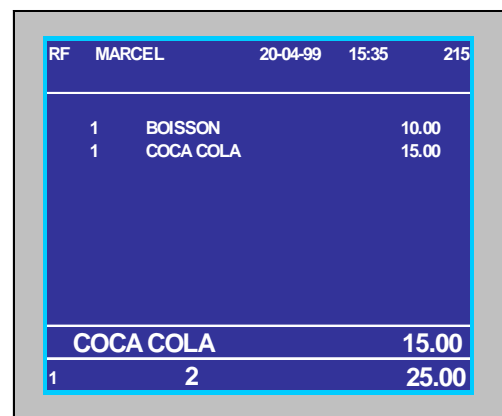 RF MARCEL 20-04-99 15:35 215
1 BOISSON 10.00
1 COCA COLA 15.00
COCA COLA 15.00
1 2 25.00